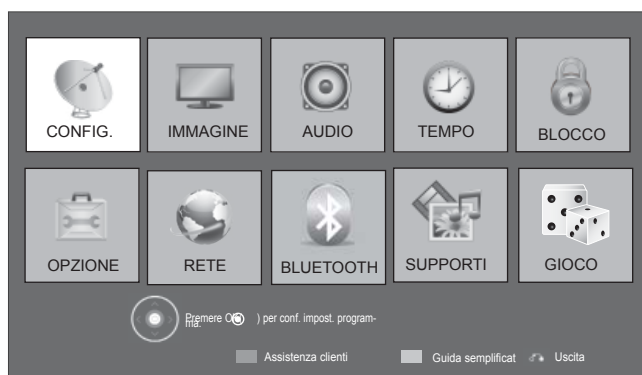 CONFIG. IMMAGINE AUDIO TEMPO BLOCCO
OPZIONE RETE BLUETOOTH SUPPORTI GIOCO
Premere O( ) per conf. impost. program-
ma.
Assistenza clienti Guida semplificat Uscita